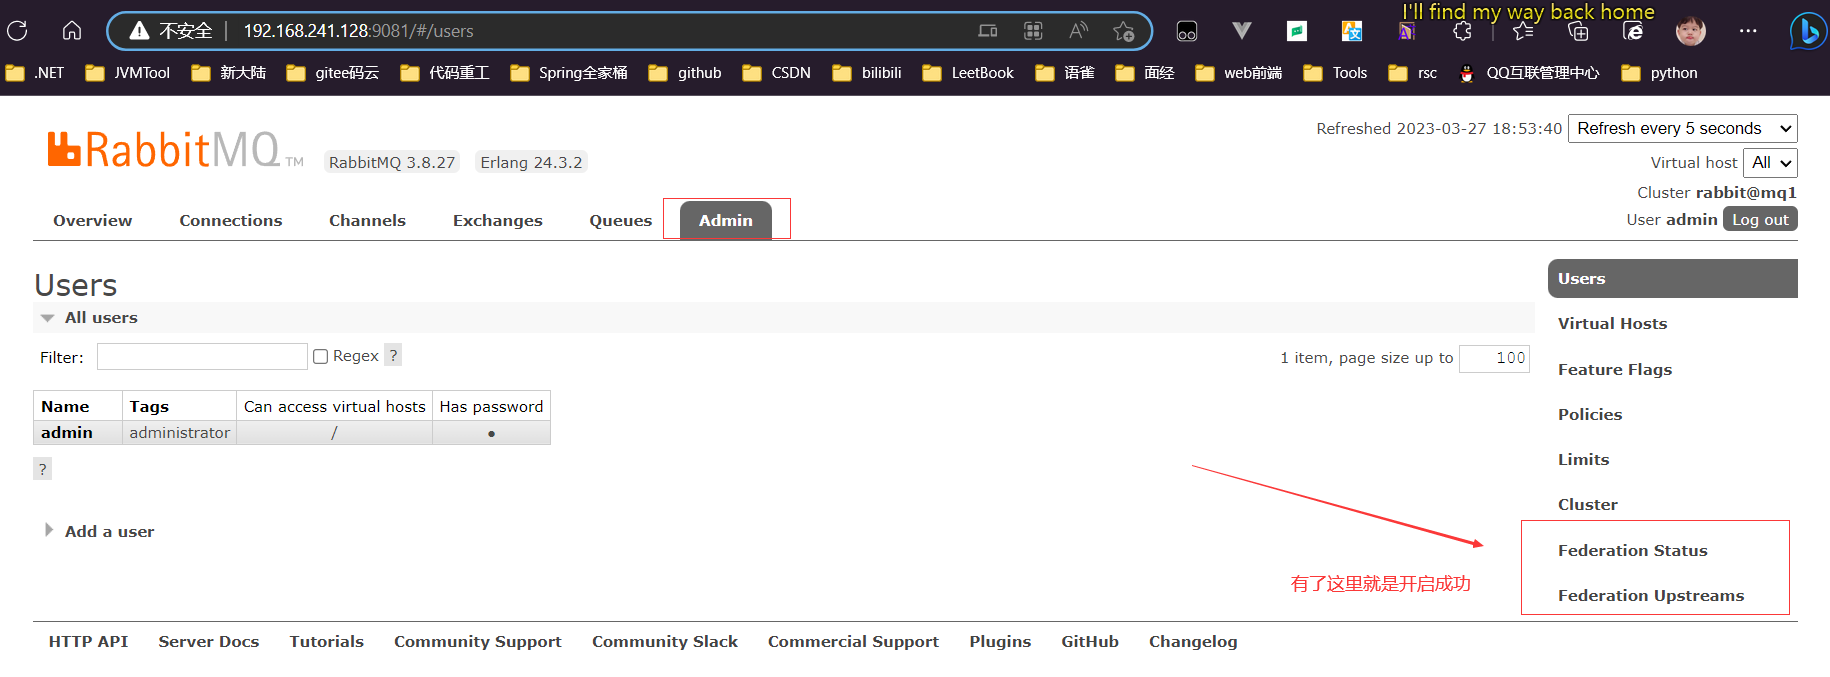 I'll find my way back home
不安全 192.168.241.128:9081/#/users
.NET JVMTool 新大陆 gitee码云 代码重工 Spring全家桶 github CSDN bilibili LeetBook 语雀 面经 web前端 Tools rsc QQ互联管理中心 python
Refreshed 2023-03-27 18:53:40 Refresh every 5 seconds
RabbitMQ TM RabbitMQ 3.8.27 Erlang 24.3.2
Virtual host All
Cluster rabbit@mq1
User admin Log out
Overview Connections Channels Exchanges Queues Admin
Users
All users
Filter: Regex ?
1 item, page size up to 100
Name Tags Can access virtual hosts Has password
admin administrator / ●
?
Add a user
Users
Virtual Hosts
Feature Flags
Policies
Limits
Cluster
Federation Status
有了这里就是开启成功
Federation Upstreams
HTTP API Server Docs Tutorials Community Support Community Slack Commercial Support Plugins GitHub Changelog